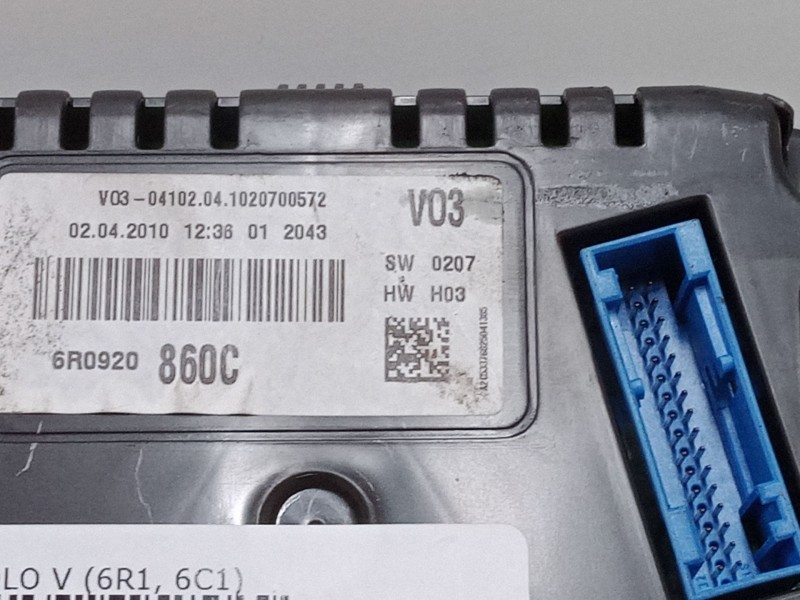 V03-04102.04.1020700572
V03
02.04.2010 12:36 01 2043
SW 0207
HW H03
6R0920 860C
LO V (6R1, 6C1)